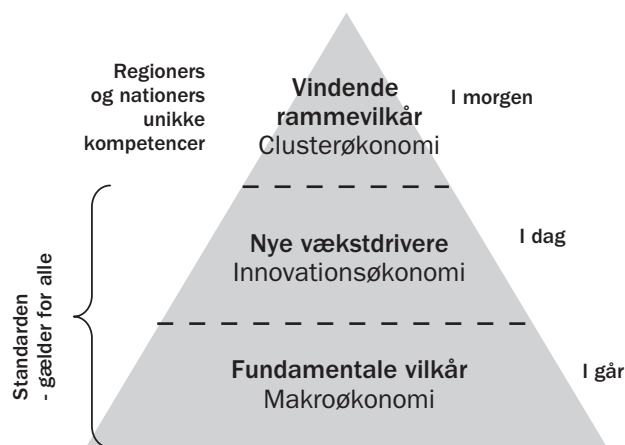 Regioners
og nationers
unikke
kompetencer
Vindende
rammevilkår
Clusterøkonomi
I morgen
Nye vækstdrivere
Innovationsøkonomi
I dag
Standarden
- gælder for alle
Fundamentale vilkår
Makroøkonomi
I går